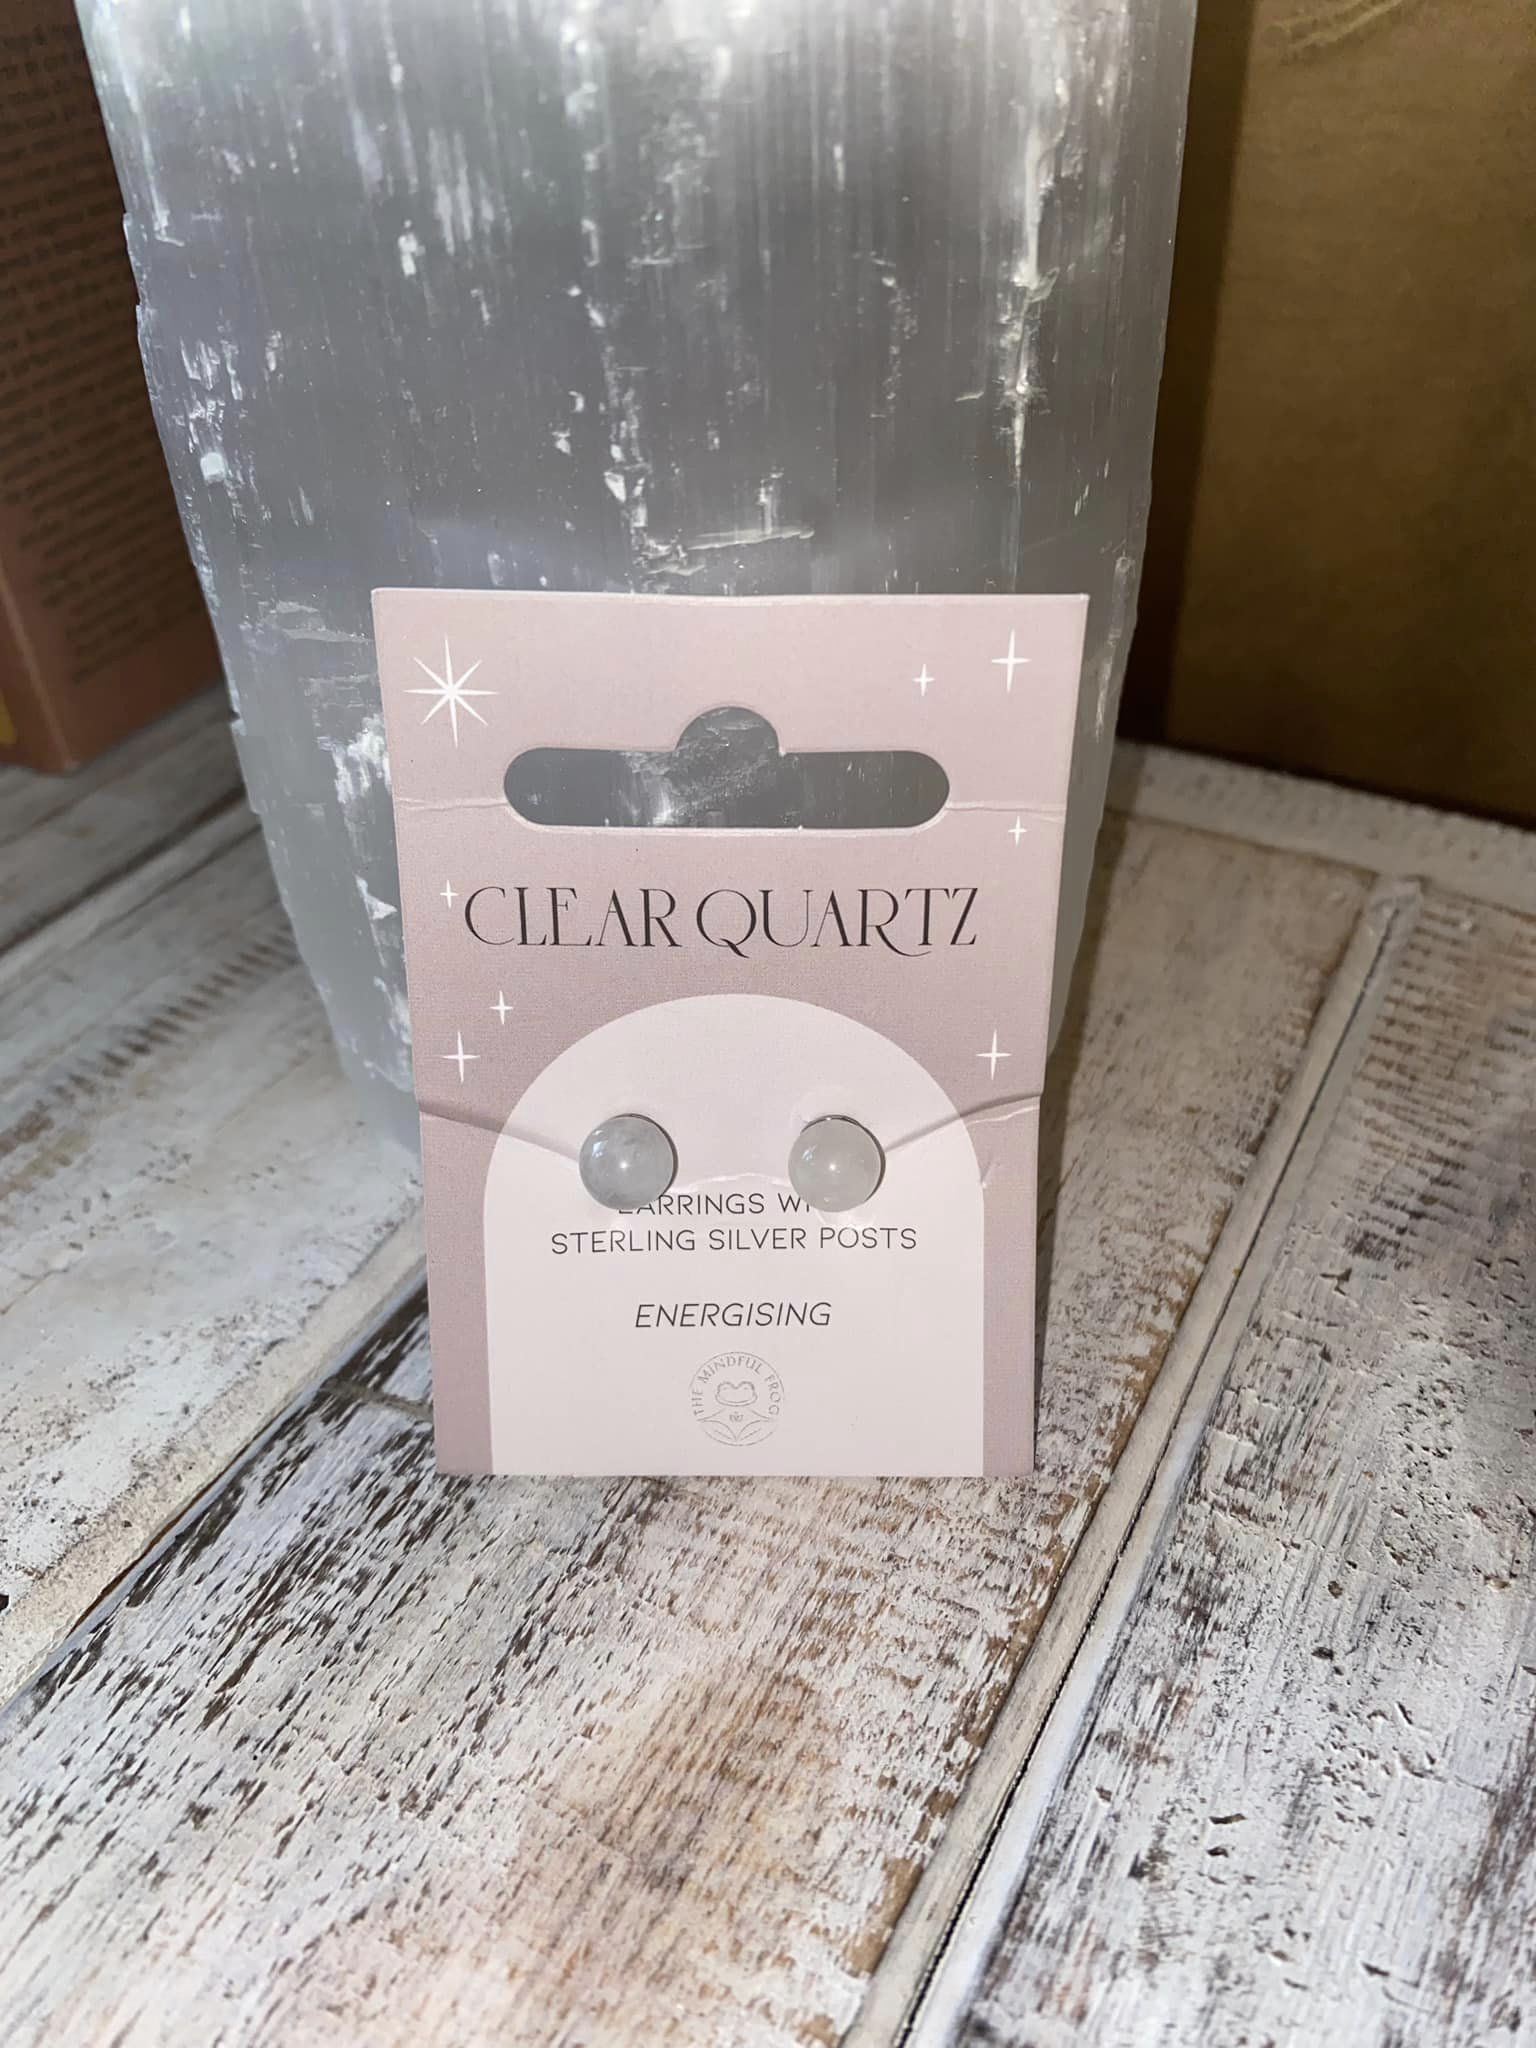 CLEAR QUARTZ
EARRINGS
STERLING SILVER POSTS
ENERGISING
THE MINDFUL FROG